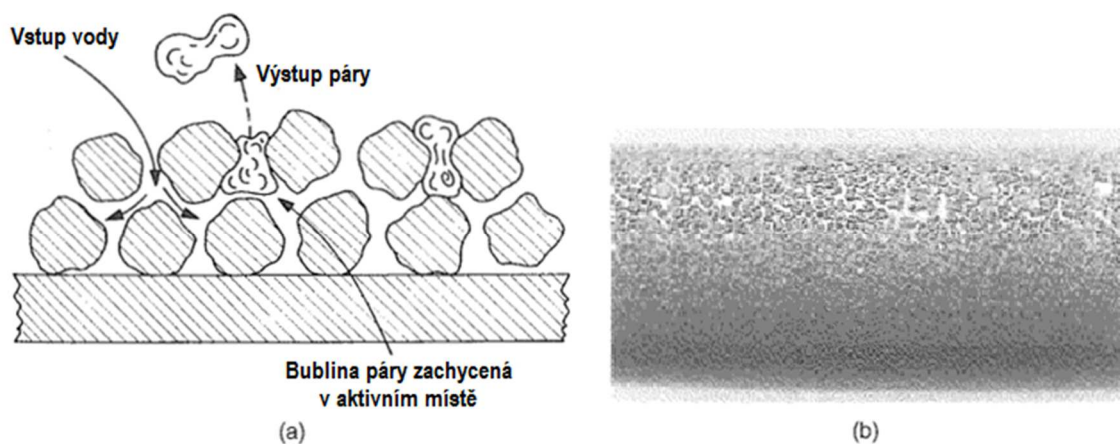 Vstup vody
Výstup páry
Bublina páry zachycená
v aktivním místě
(a)
(b)